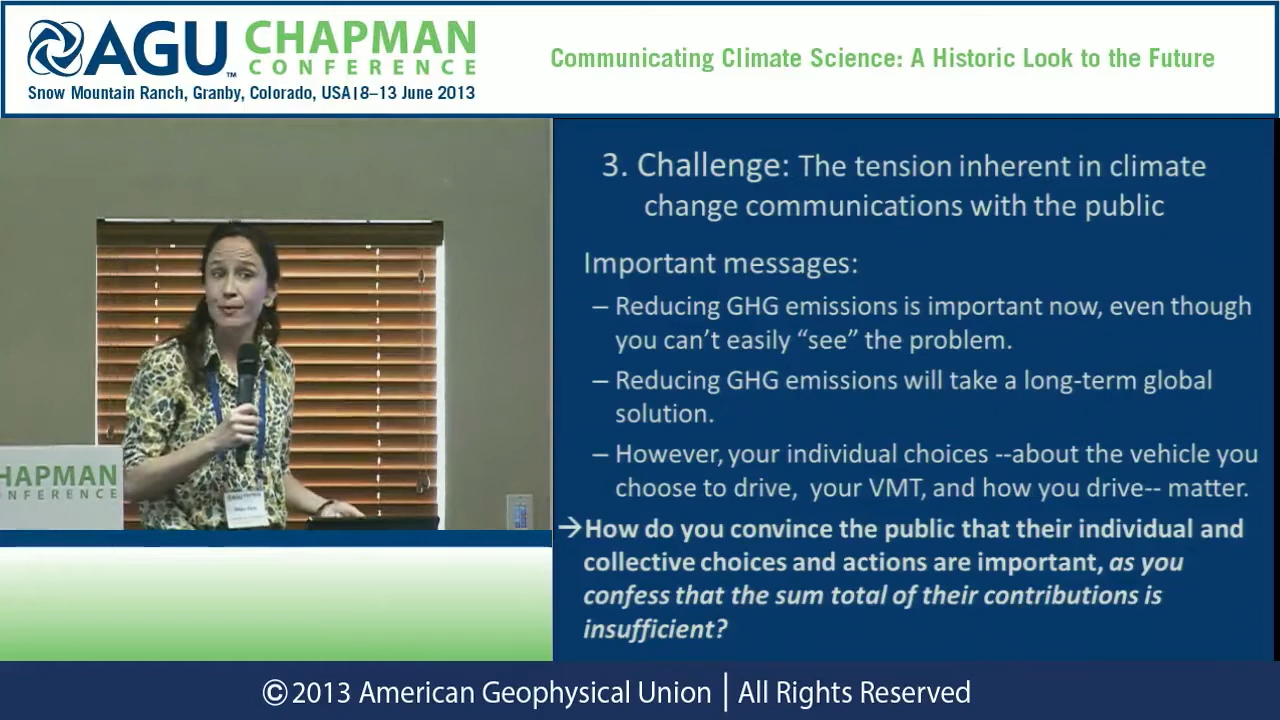 AGU CHAPMAN
CONFERENCE
™
Snow Mountain Ranch, Granby, Colorado, USA|8–13 June 2013
Communicating Climate Science: A Historic Look to the Future
3. Challenge: The tension inherent in climate
change communications with the public
Important messages:
– Reducing GHG emissions is important now, even though
you can’t easily “see” the problem.
– Reducing GHG emissions will take a long-term global
solution.
– However, your individual choices --about the vehicle you
choose to drive, your VMT, and how you drive-- matter.
→How do you convince the public that their individual and
collective choices and actions are important, as you
confess that the sum total of their contributions is
insufficient?
HAPMAN
NFERENCE
©2013 American Geophysical Union | All Rights Reserved